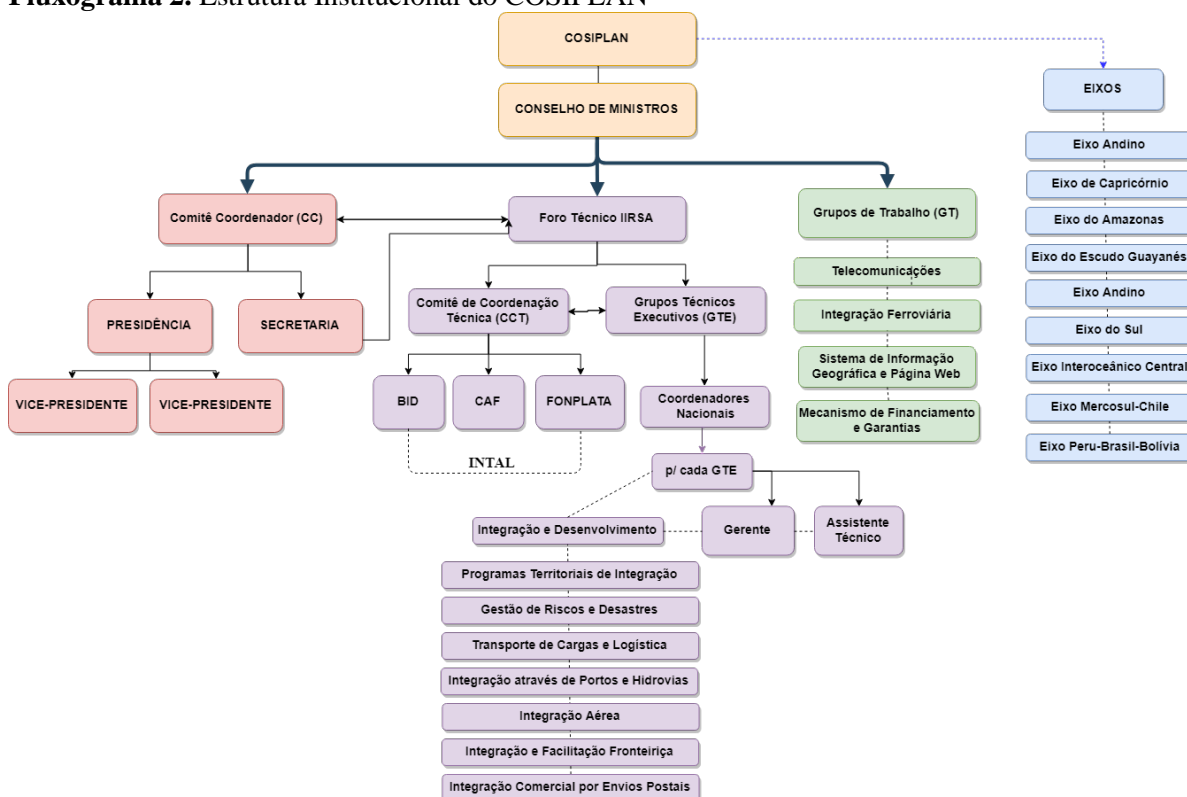 Fluxograma 2. Estrutura Institucional do COSIPLAN
COSIPLAN
CONSELHO DE MINISTROS
EIXOS
Eixo Andino
Eixo de Capricórnio
Eixo do Amazonas
Eixo do Escudo Guayanés
Eixo Andino
Eixo do Sul
Eixo Interoceânico Central
Eixo Mercosul-Chile
Eixo Peru-Brasil-Bolívia
Comitê Coordenador (CC)
Foro Técnico IIRSA
Grupos de Trabalho (GT)
PRESIDÊNCIA
SECRETARIA
VICE-PRESIDENTE
VICE-PRESIDENTE
Comitê de Coordenação
Técnica (CCT)
Grupos Técnicos
Executivos (GTE)
BID
CAF
FONPLATA
INTAL
Coordenadores
Nacionais
p/ cada GTE
Integração e Desenvolvimento
Gerente
Assistente
Técnico
Programas Territoriais de Integração
Gestão de Riscos e Desastres
Transporte de Cargas e Logística
Integração através de Portos e Hidrovias
Integração Aérea
Integração e Facilitação Fronteiriça
Integração Comercial por Envios Postais
Telecomunicações
Integração Ferroviária
Sistema de Informação
Geográfica e Página Web
Mecanismo de Financiamento
e Garantias